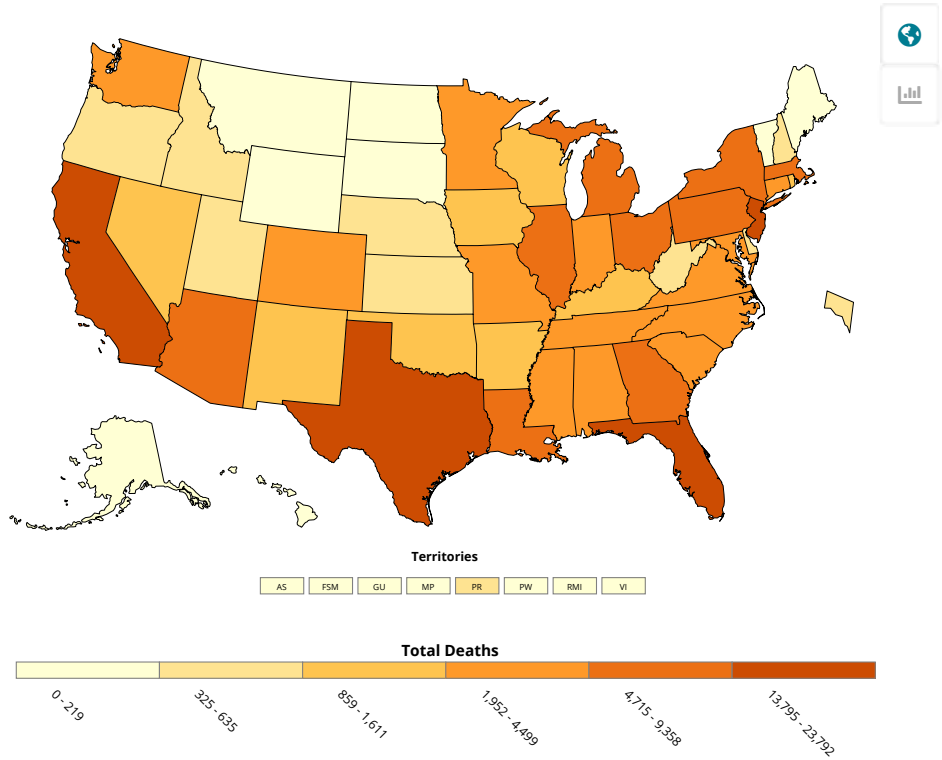 Territories
AS FSM GU MP PR PW RMI VI
Total Deaths
0 - 219 325 - 635 859 - 1,611 1,952 - 4,499 4,715 - 9,358 13,795 - 23,792